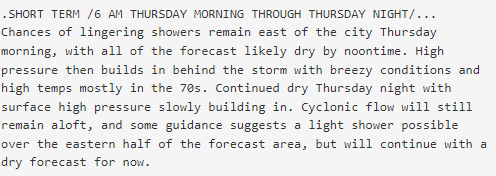 .SHORT TERM /6 AM THURSDAY MORNING THROUGH THURSDAY NIGHT/...
Chances of lingering showers remain east of the city Thursday
morning, with all of the forecast likely dry by noontime. High
pressure then builds in behind the storm with breezy conditions and
high temps mostly in the 70s. Continued dry Thursday night with
surface high pressure slowly building in. Cyclonic flow will still
remain aloft, and some guidance suggests a light shower possible
over the eastern half of the forecast area, but will continue with a
dry forecast for now.